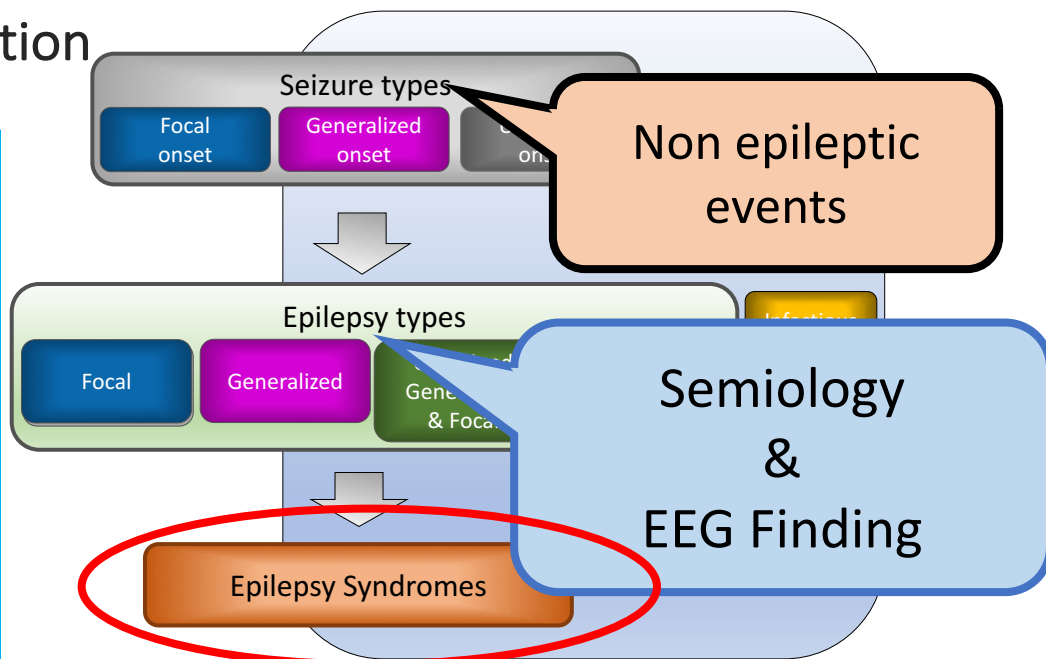 tion
Seizure types
Focal
onset
Generalized
onset
Non epileptic
events
Epilepsy types
Focal
Generalized
& Focal
Semiology
&
EEG Finding
Epilepsy Syndromes